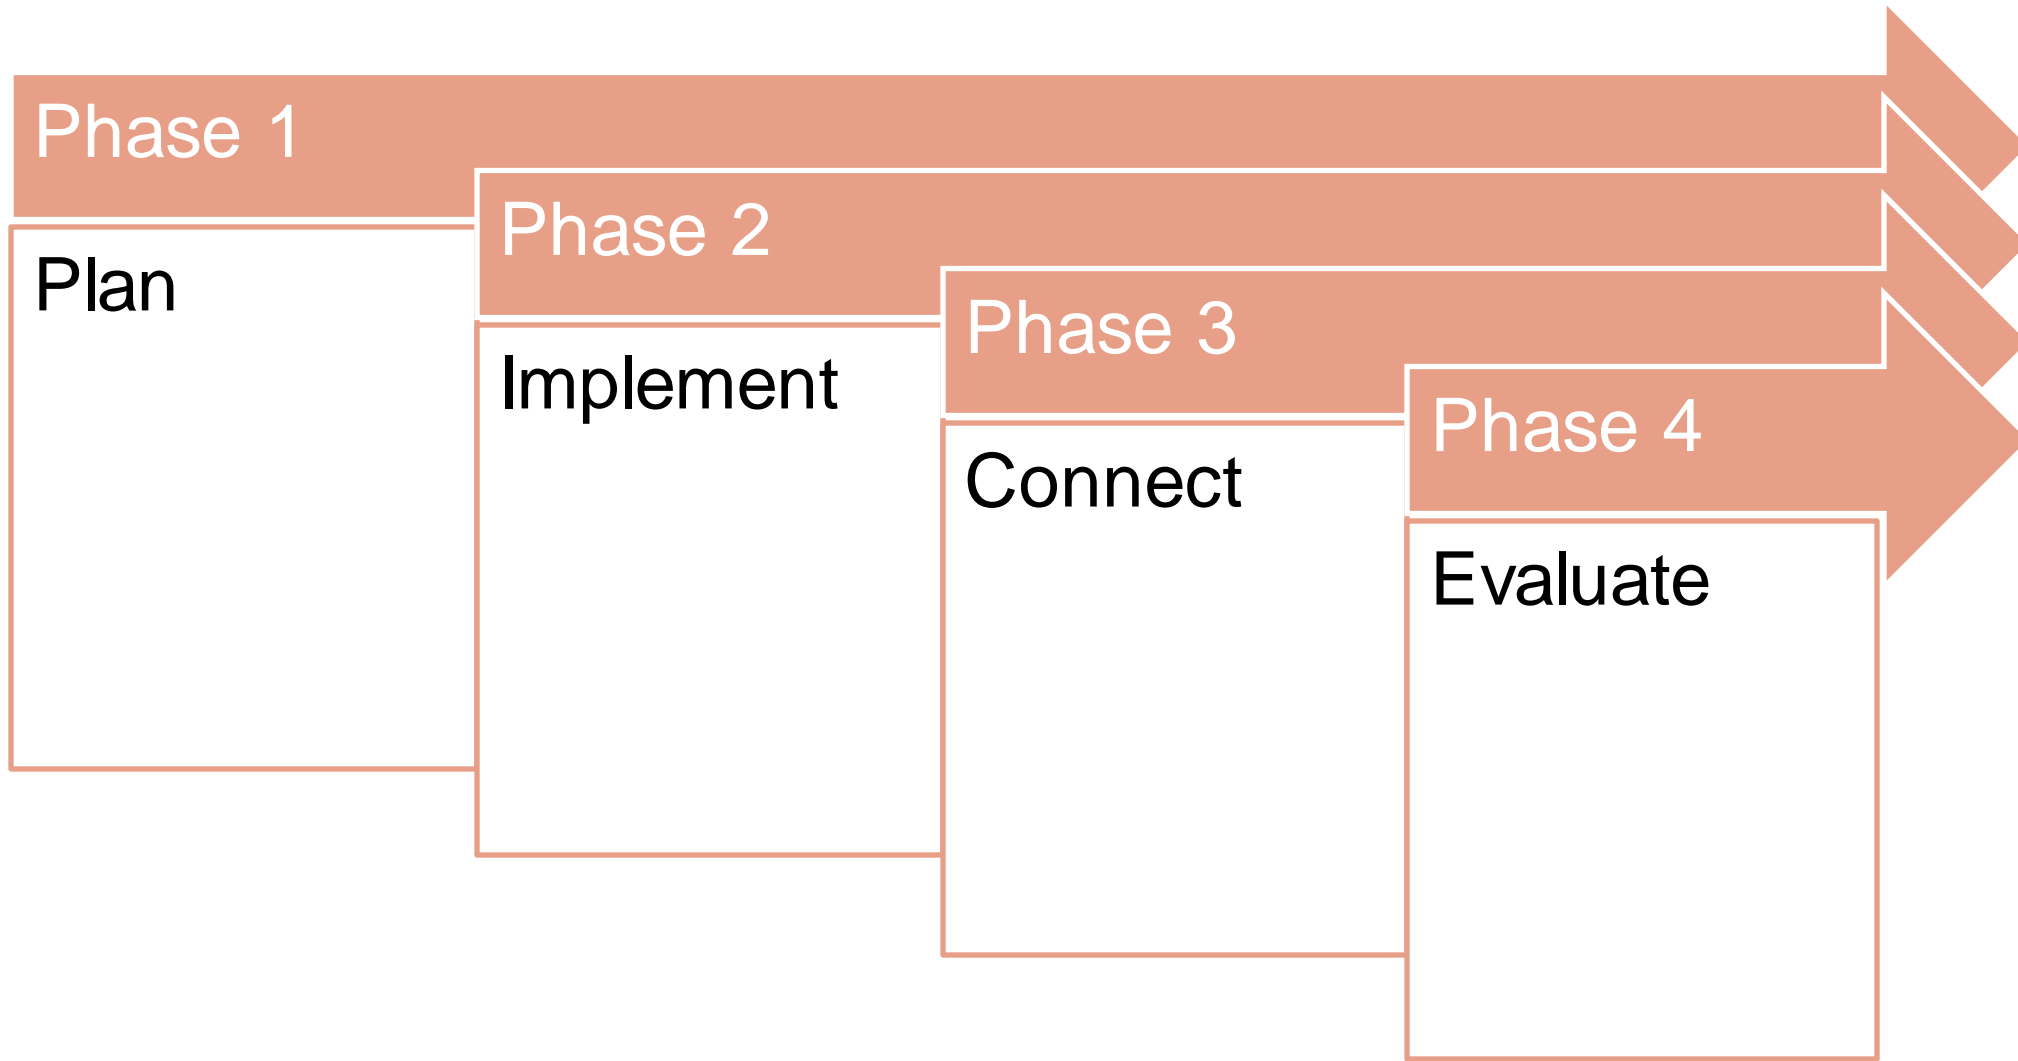 Phase 1
Plan
Phase 2
Implement
Phase 3
Connect
Phase 4
Evaluate